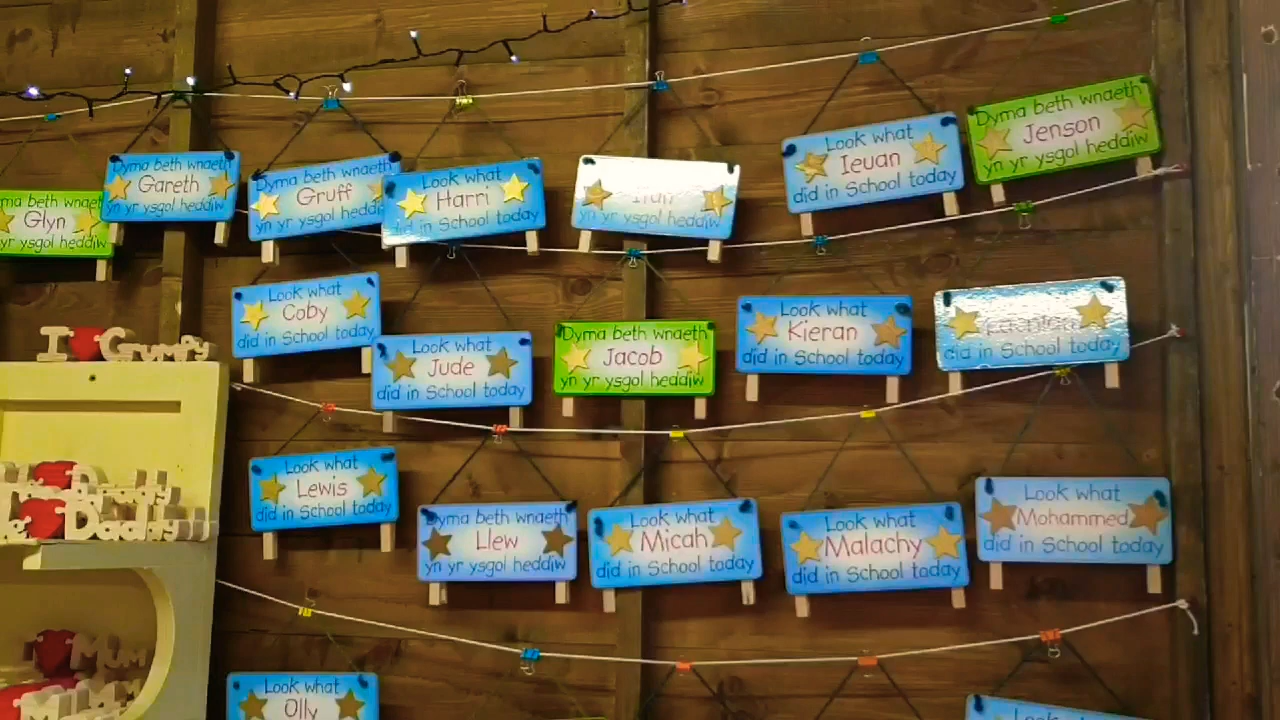 Dyma beth wnaeth
Glyn
yn yr ysgol heddiw
Dyma beth wnaeth
Gareth
yn yr ysgol heddiw
Dyma beth wnaeth
Gruff
yn yr ysgol heddiw
Look what
Harri
did in School today
yn yr ysgol heddiw
Look what
Ieuan
did in School today
Dyma beth wnaeth
Jenson
yn yr ysgol heddiw
Look what
Coby
did in School today
Look what
Jude
did in School today
Dyma beth wnaeth
Jacob
yn yr ysgol heddiw
Look what
Kieran
did in School today
did in School today
Look what
Lewis
did in School today
Dyma beth wnaeth
Llew
yn yr ysgol heddiw
Look what
Micah
did in School today
Look what
Malachy
did in School today
Look what
Mohammed
did in School today
Look what
Olly
Look what
I Grumpy
Daddy
I Mum